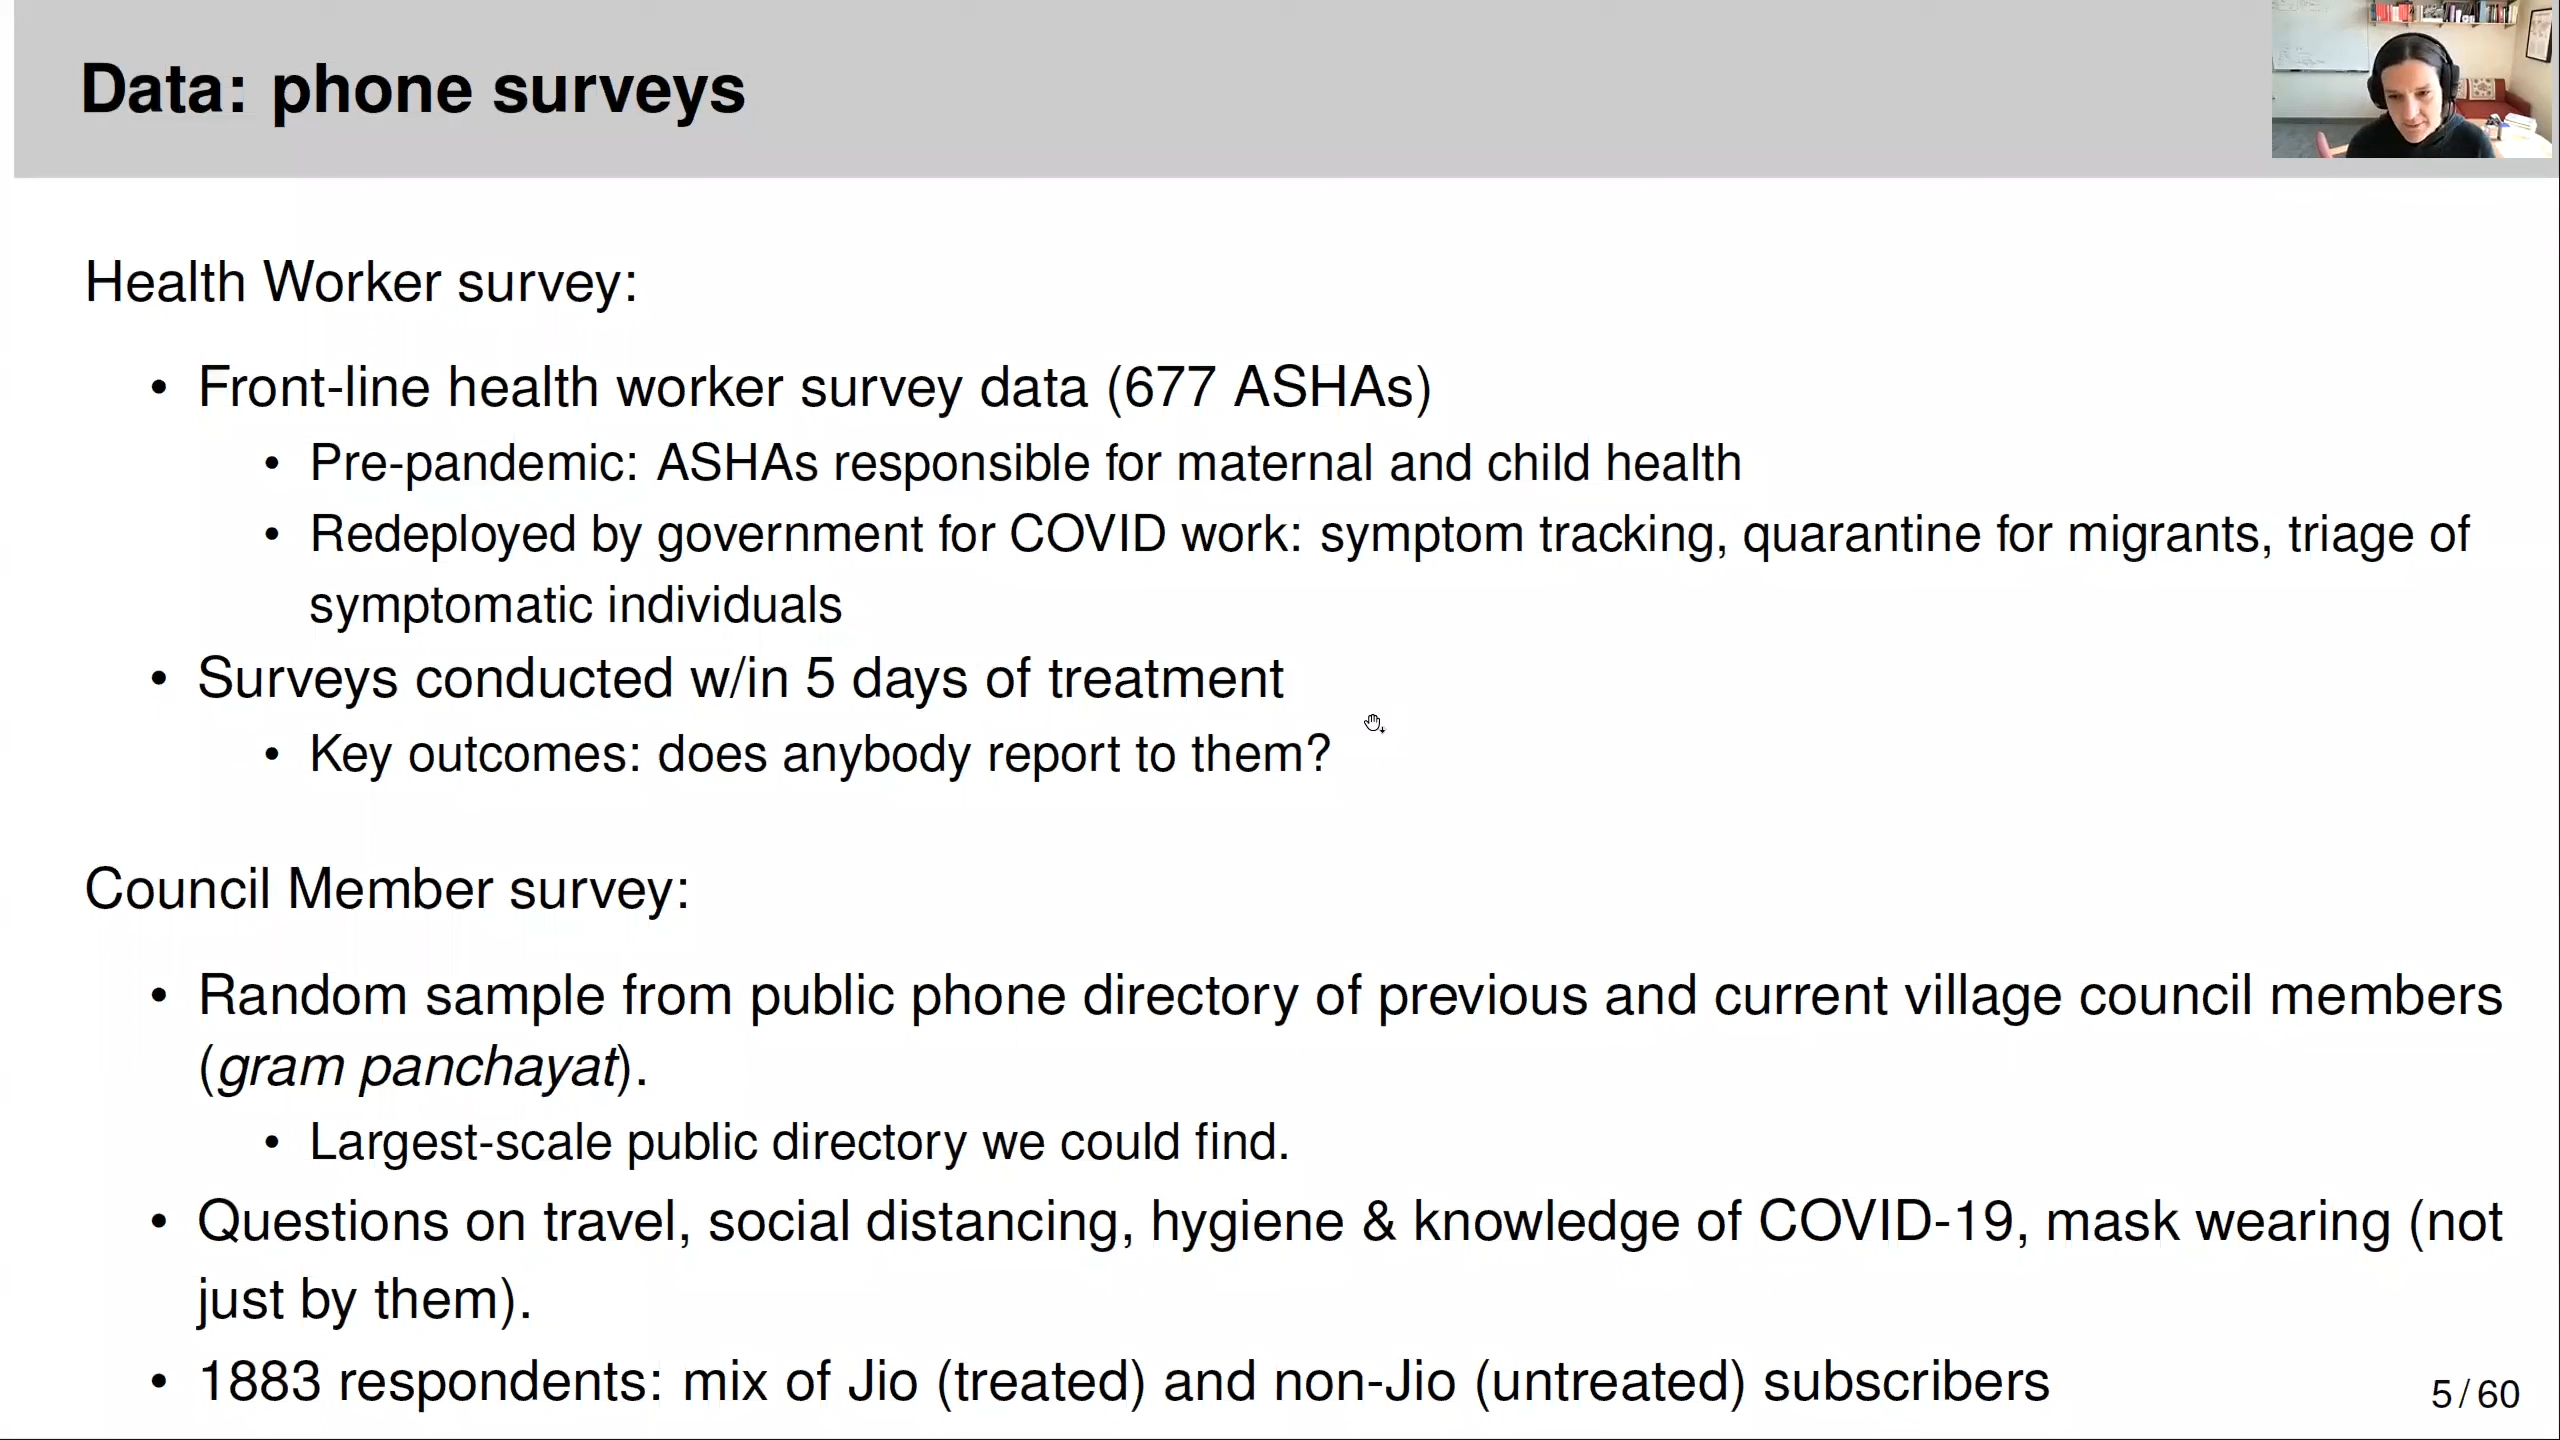 Data: phone surveys
Health Worker survey:
• Front-line health worker survey data (677 ASHAs)
• Pre-pandemic: ASHAs responsible for maternal and child health
• Redeployed by government for COVID work: symptom tracking, quarantine for migrants, triage of
symptomatic individuals
• Surveys conducted w/in 5 days of treatment
• Key outcomes: does anybody report to them?
Council Member survey:
• Random sample from public phone directory of previous and current village council members
(gram panchayat).
• Largest-scale public directory we could find.
• Questions on travel, social distancing, hygiene & knowledge of COVID-19, mask wearing (not
just by them).
• 1883 respondents: mix of Jio (treated) and non-Jio (untreated) subscribers
5/60